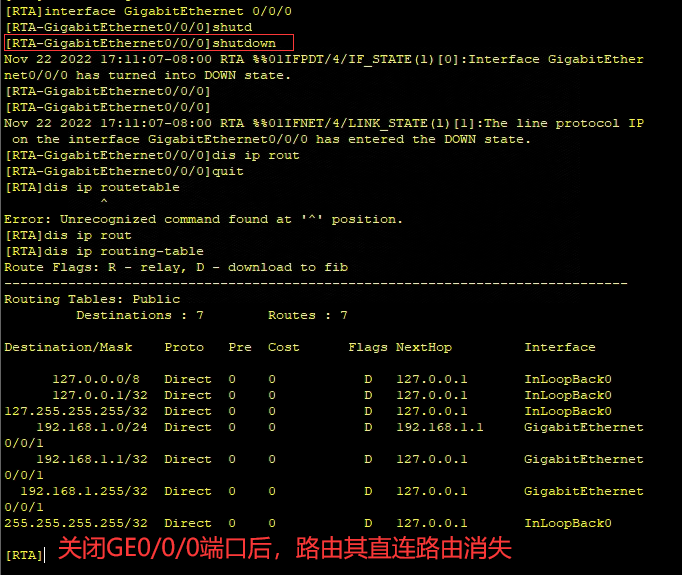 [RTA]interface GigabitEthernet 0/0/0
[RTA-GigabitEthernet0/0/0]shutd
[RTA-GigabitEthernet0/0/0]shutdown
Nov 22 2022 17:11:07-08:00 RTA %%01IFPDT/4/IF_STATE(l)[0]:Interface GigabitEther
net0/0/0 has turned into DOWN state.
[RTA-GigabitEthernet0/0/0]
[RTA-GigabitEthernet0/0/0]
Nov 22 2022 17:11:07-08:00 RTA %%01IFNET/4/LINK_STATE(l)[1]:The line protocol IP
 on the interface GigabitEthernet0/0/0 has entered the DOWN state.
[RTA-GigabitEthernet0/0/0]dis ip rout
[RTA-GigabitEthernet0/0/0]quit
[RTA]dis ip routetable
^
Error: Unrecognized command found at '^' position.
[RTA]dis ip rout
[RTA]dis ip routing-table
Route Flags: R - relay, D - download to fib
------------------------------------------------------------------------------
Routing Tables: Public
Destinations : 7 Routes : 7
Destination/Mask Proto Pre Cost Flags NextHop Interface
127.0.0.0/8 Direct 0 0 D 127.0.0.1 InLoopBack0
127.0.0.1/32 Direct 0 0 D 127.0.0.1 InLoopBack0
127.255.255.255/32 Direct 0 0 D 127.0.0.1 InLoopBack0
192.168.1.0/24 Direct 0 0 D 192.168.1.1 GigabitEthernet
0/0/1
192.168.1.1/32 Direct 0 0 D 127.0.0.1 GigabitEthernet
0/0/1
192.168.1.255/32 Direct 0 0 D 127.0.0.1 GigabitEthernet
0/0/1
255.255.255.255/32 Direct 0 0 D 127.0.0.1 InLoopBack0
[RTA] 关闭GE0/0/0端口后，路由其直连路由消失